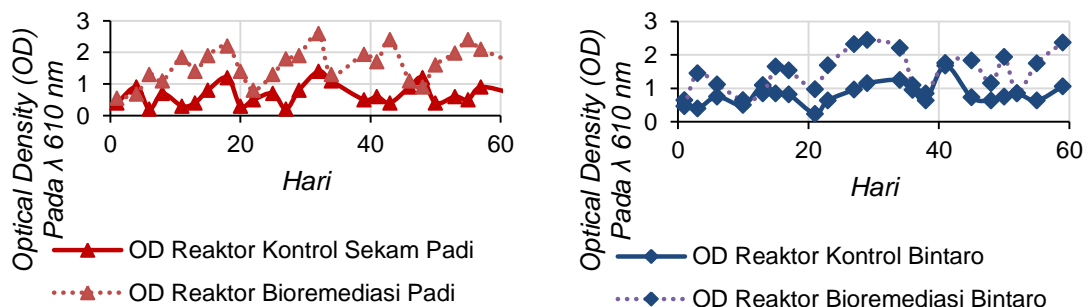 Optical Density (OD)
Pada λ 610 nm
3
2
1
0
0 20 40 60
Hari
OD Reaktor Kontrol Sekam Padi
OD Reaktor Bioremediasi Padi
Optical Density (OD)
Pada λ 610 nm
3
2
1
0
0 20 40 60
Hari
OD Reaktor Kontrol Bintaro
OD Reaktor Bioremediasi Bintaro